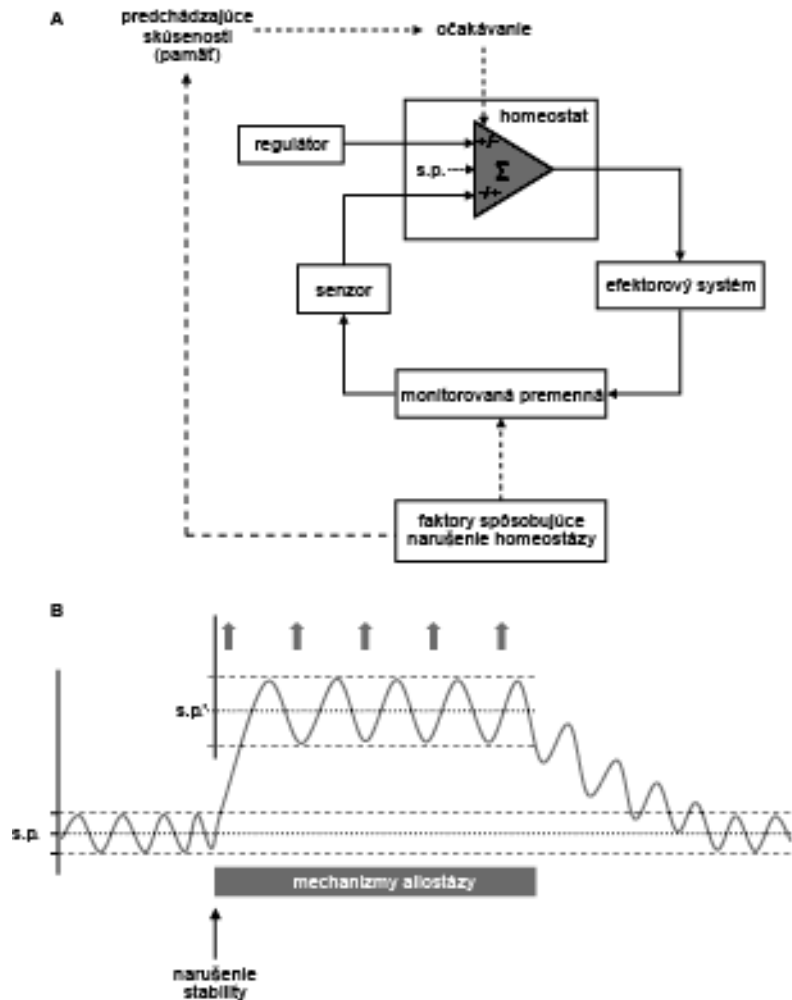 A
predchádzajúce
skúsenosti
(pamäť)
očakávanie
homeostat
regulátor
+/-
s.p.
Σ
-/+
senzor
efektorový systém
monitorovaná premenná
faktory spôsobujúce
narušenie homeostázy
B
s.p.'
s.p.
mechanizmy allostázy
narušenie
stability